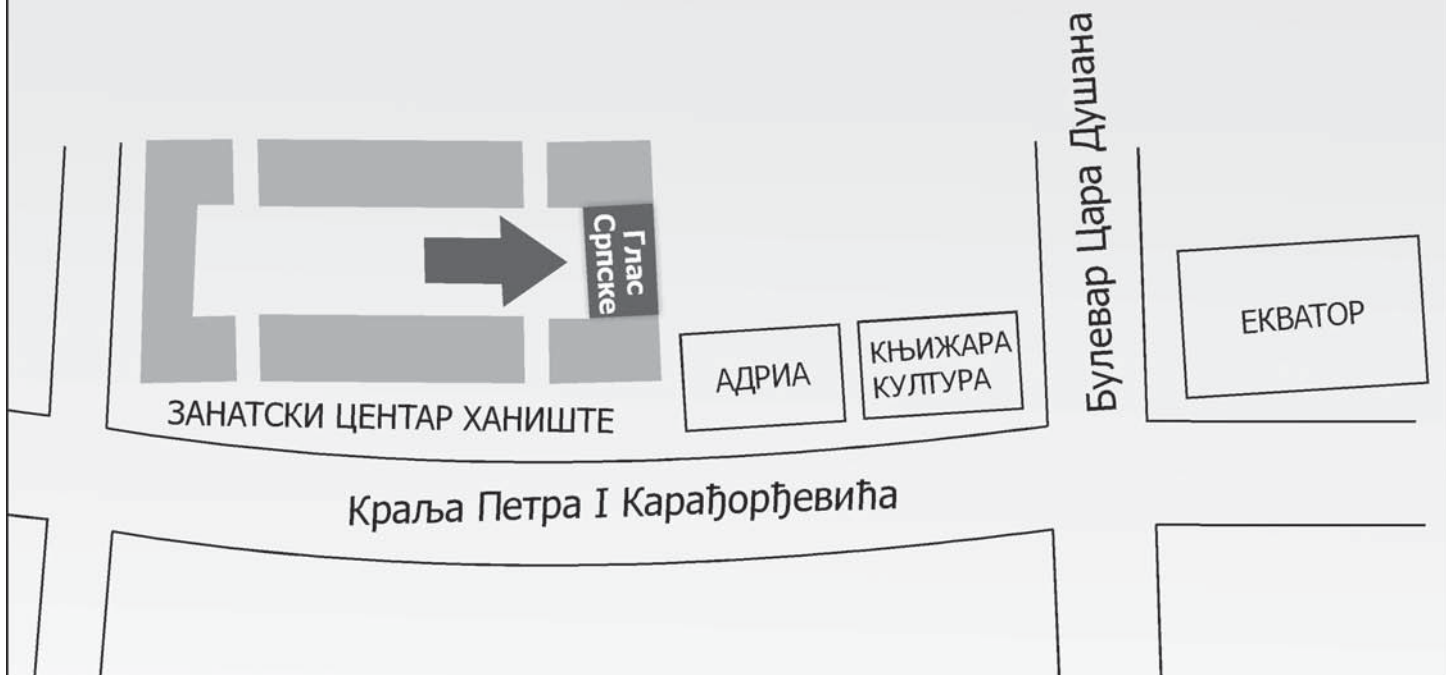 Булевар Цара Душана
Глас
Српске
ЕКВАТОР
КЊИЖАРА
КУЛТУРА
АДРИА
ЗАНАТСКИ ЦЕНТАР ХАНИШТЕ
Краља Петра I Карађорђевића